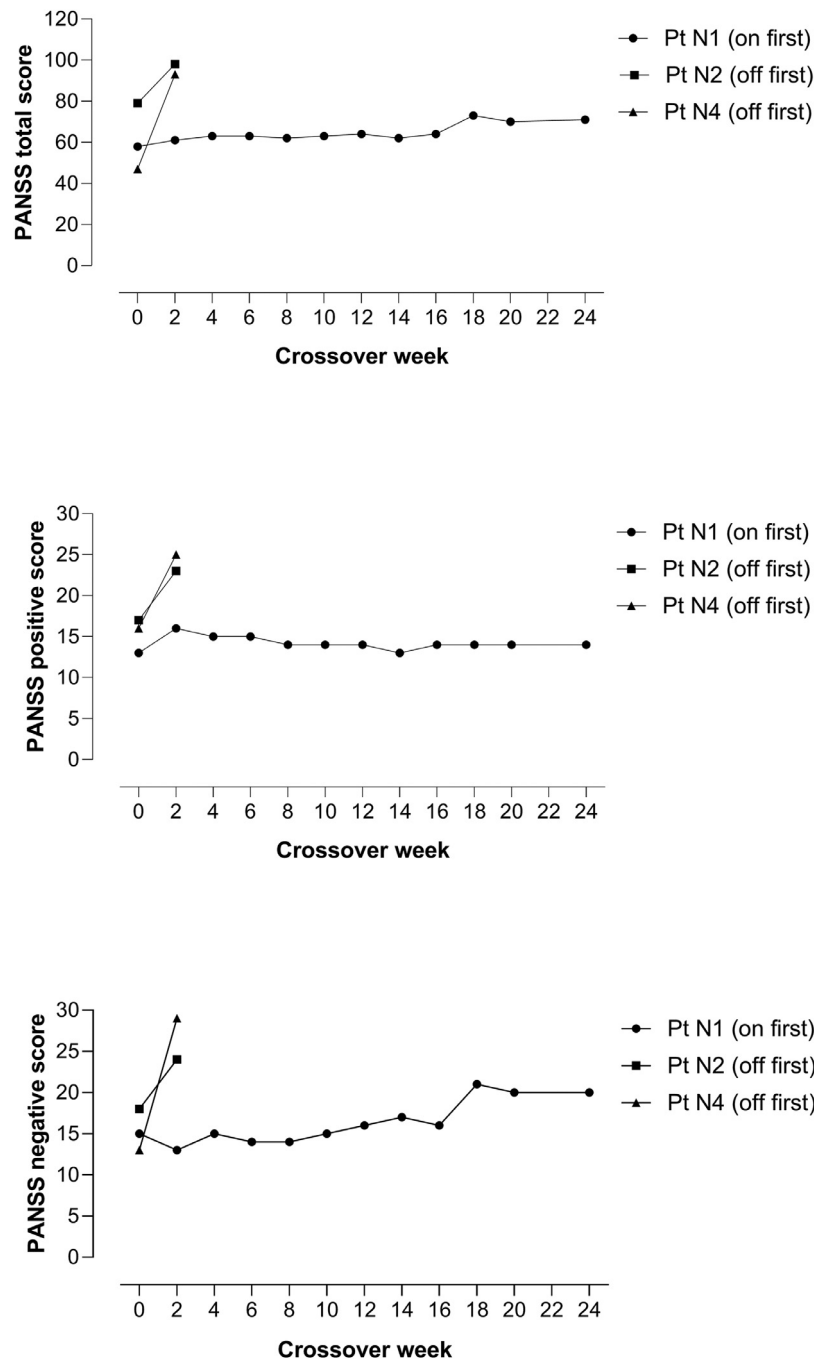 PANSS total score
120
100
80
60
40
20
0
0 2 4 6 8 10 12 14 16 18 20 22 24
Crossover week
Pt N1 (on first)
Pt N2 (off first)
Pt N4 (off first)
PANSS positive score
30
25
20
15
10
5
0
0 2 4 6 8 10 12 14 16 18 20 22 24
Crossover week
Pt N1 (on first)
Pt N2 (off first)
Pt N4 (off first)
PANSS negative score
30
25
20
15
10
5
0
0 2 4 6 8 10 12 14 16 18 20 22 24
Crossover week
Pt N1 (on first)
Pt N2 (off first)
Pt N4 (off first)